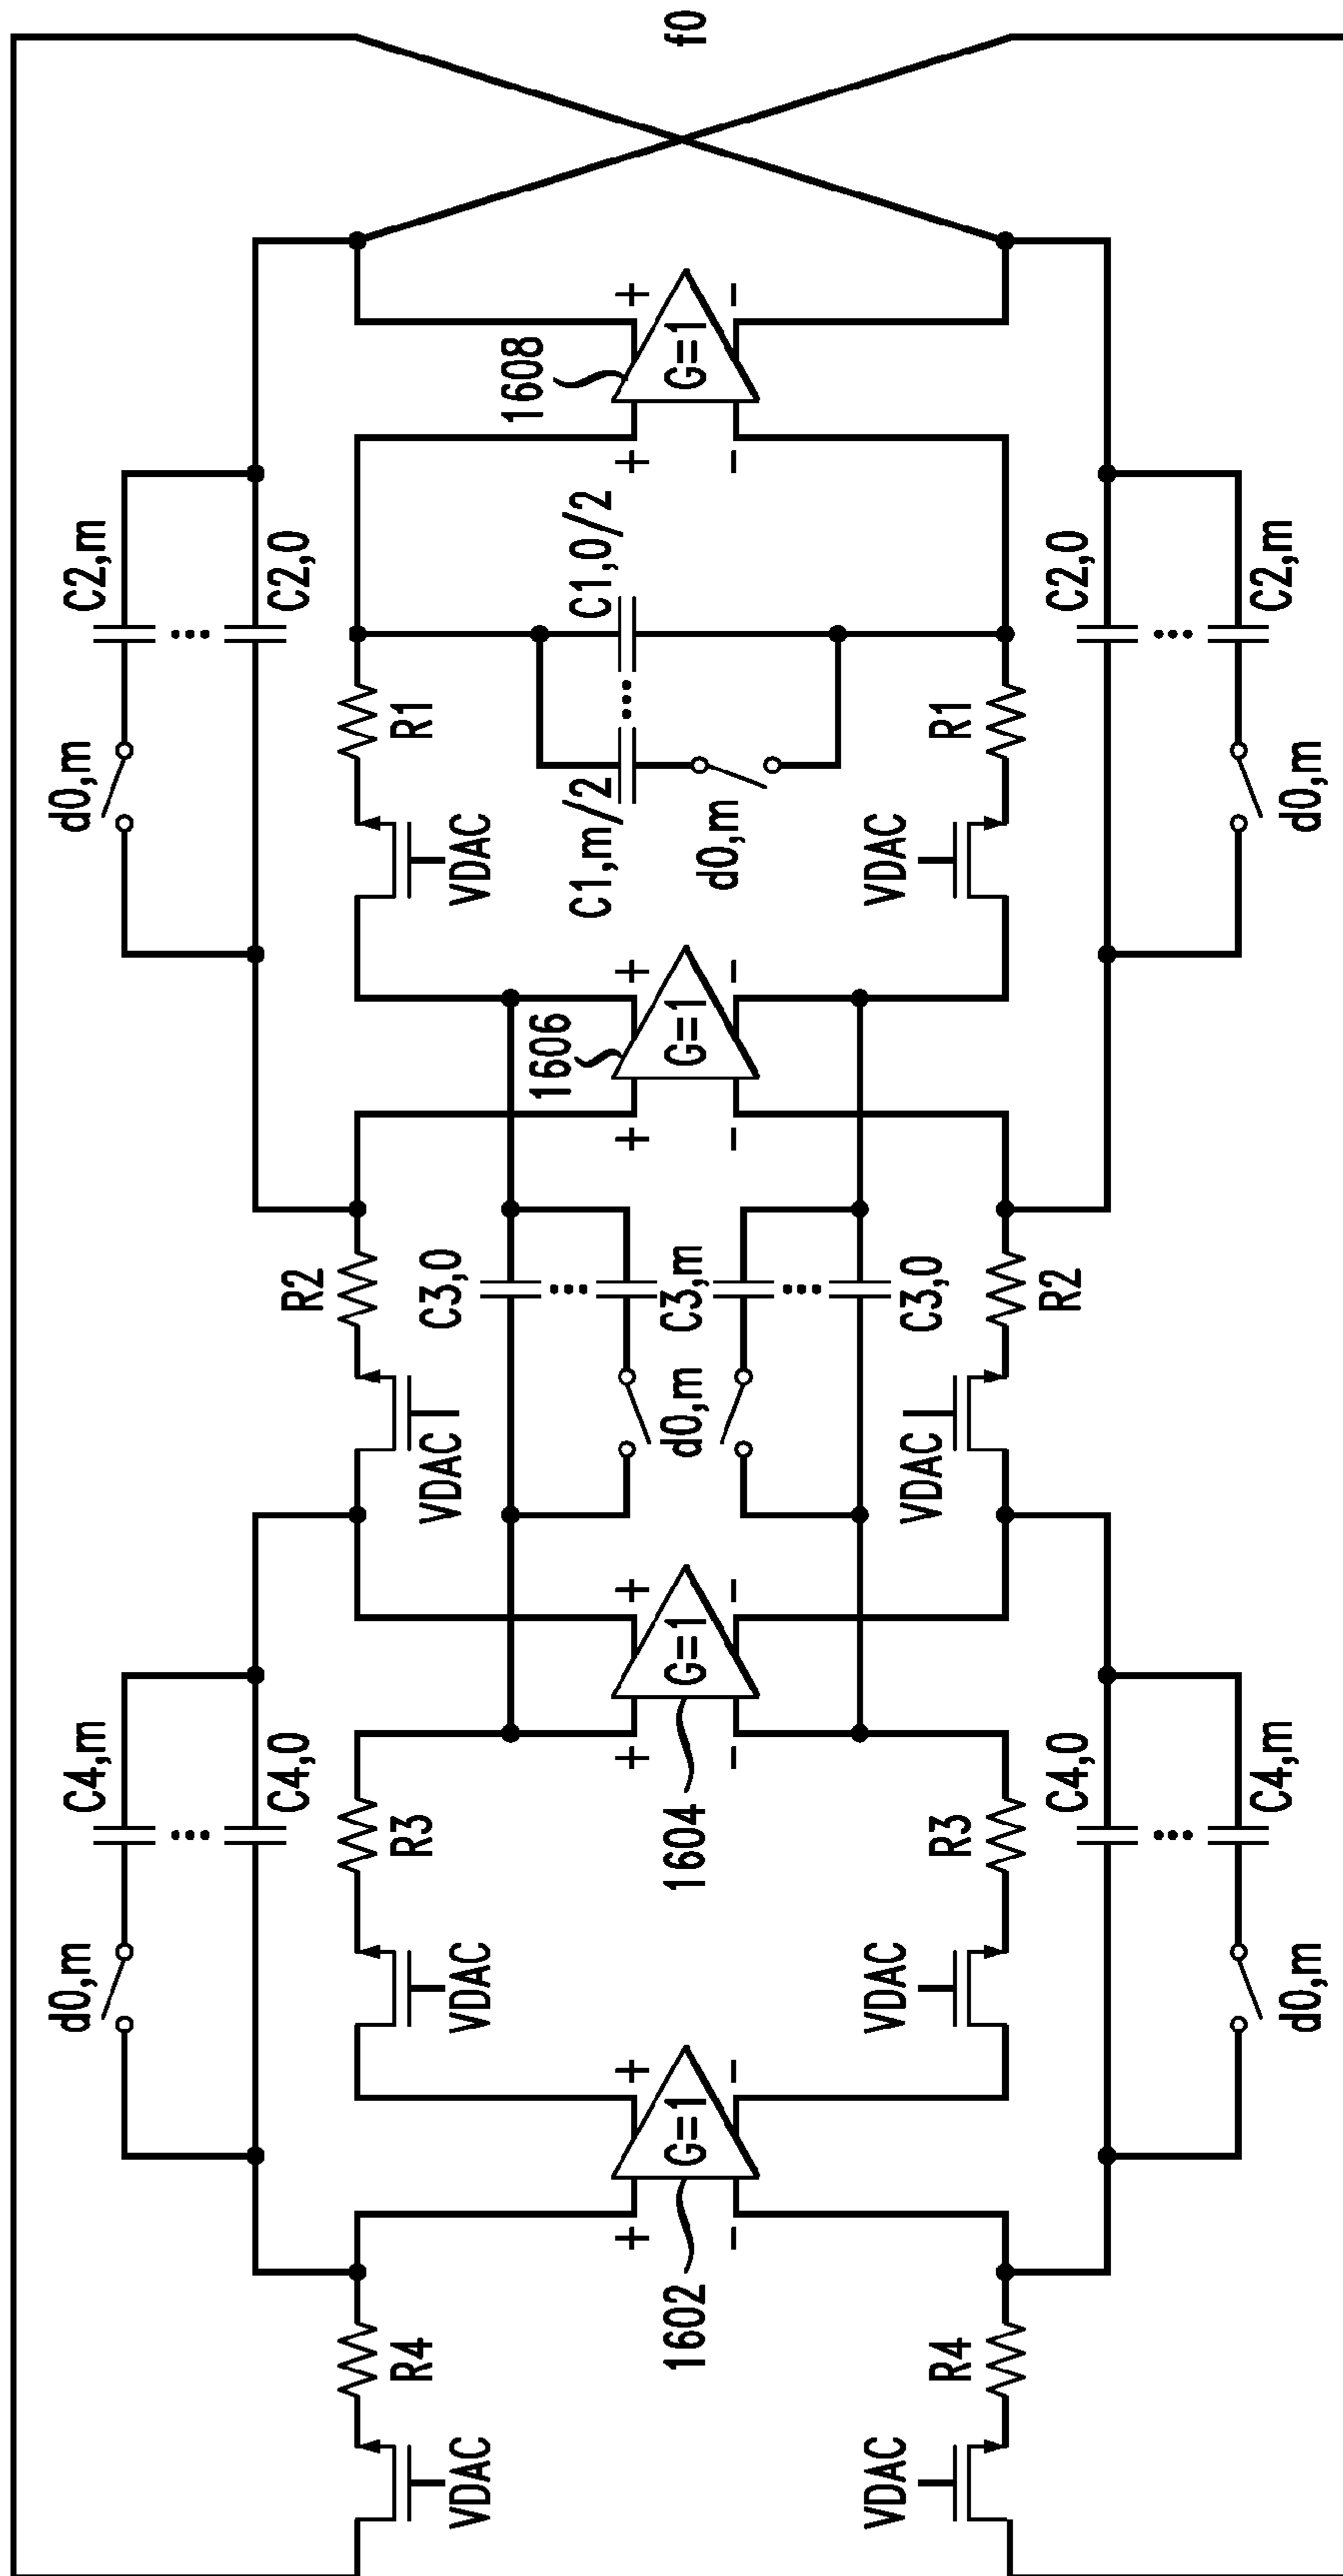 f0
C2,m
d0,m
C2,0
1608
G=1
+
-
+
-
C1,0/2
C1,m/2
d0,m
R1
R1
VDAC
VDAC
C2,0
C2,m
d0,m
1606
G=1
+
-
+
-
R2
R2
C3,0
C3,m
C3,0
d0,m
VDAC
VDAC
C4,m
d0,m
C4,0
1604
G=1
+
-
+
-
R3
R3
VDAC
VDAC
C4,0
C4,m
d0,m
1602
G=1
+
-
+
-
R4
R4
VDAC
VDAC